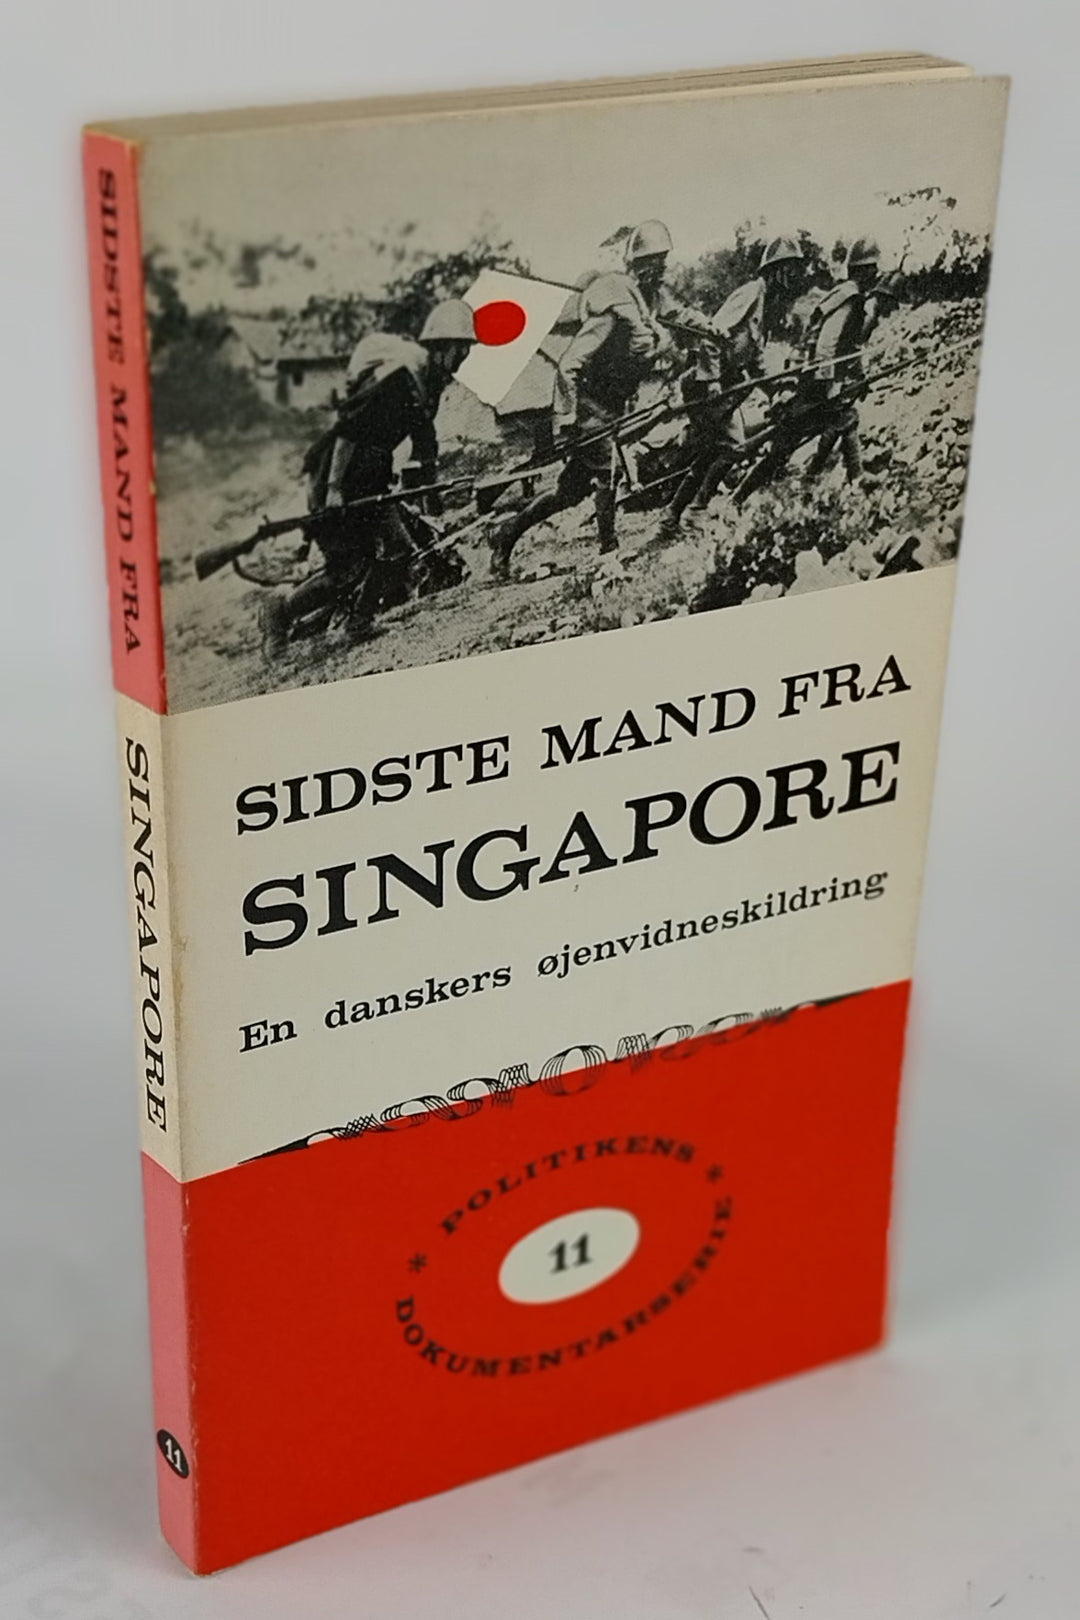 SIDSTE MAND FRA
SINGAPORE
En danskers øjenvidneskildring
* POLITIKENS *
11
DOKUMENTARSERIE
SIDSTE MAND FRA SINGAPORE
11